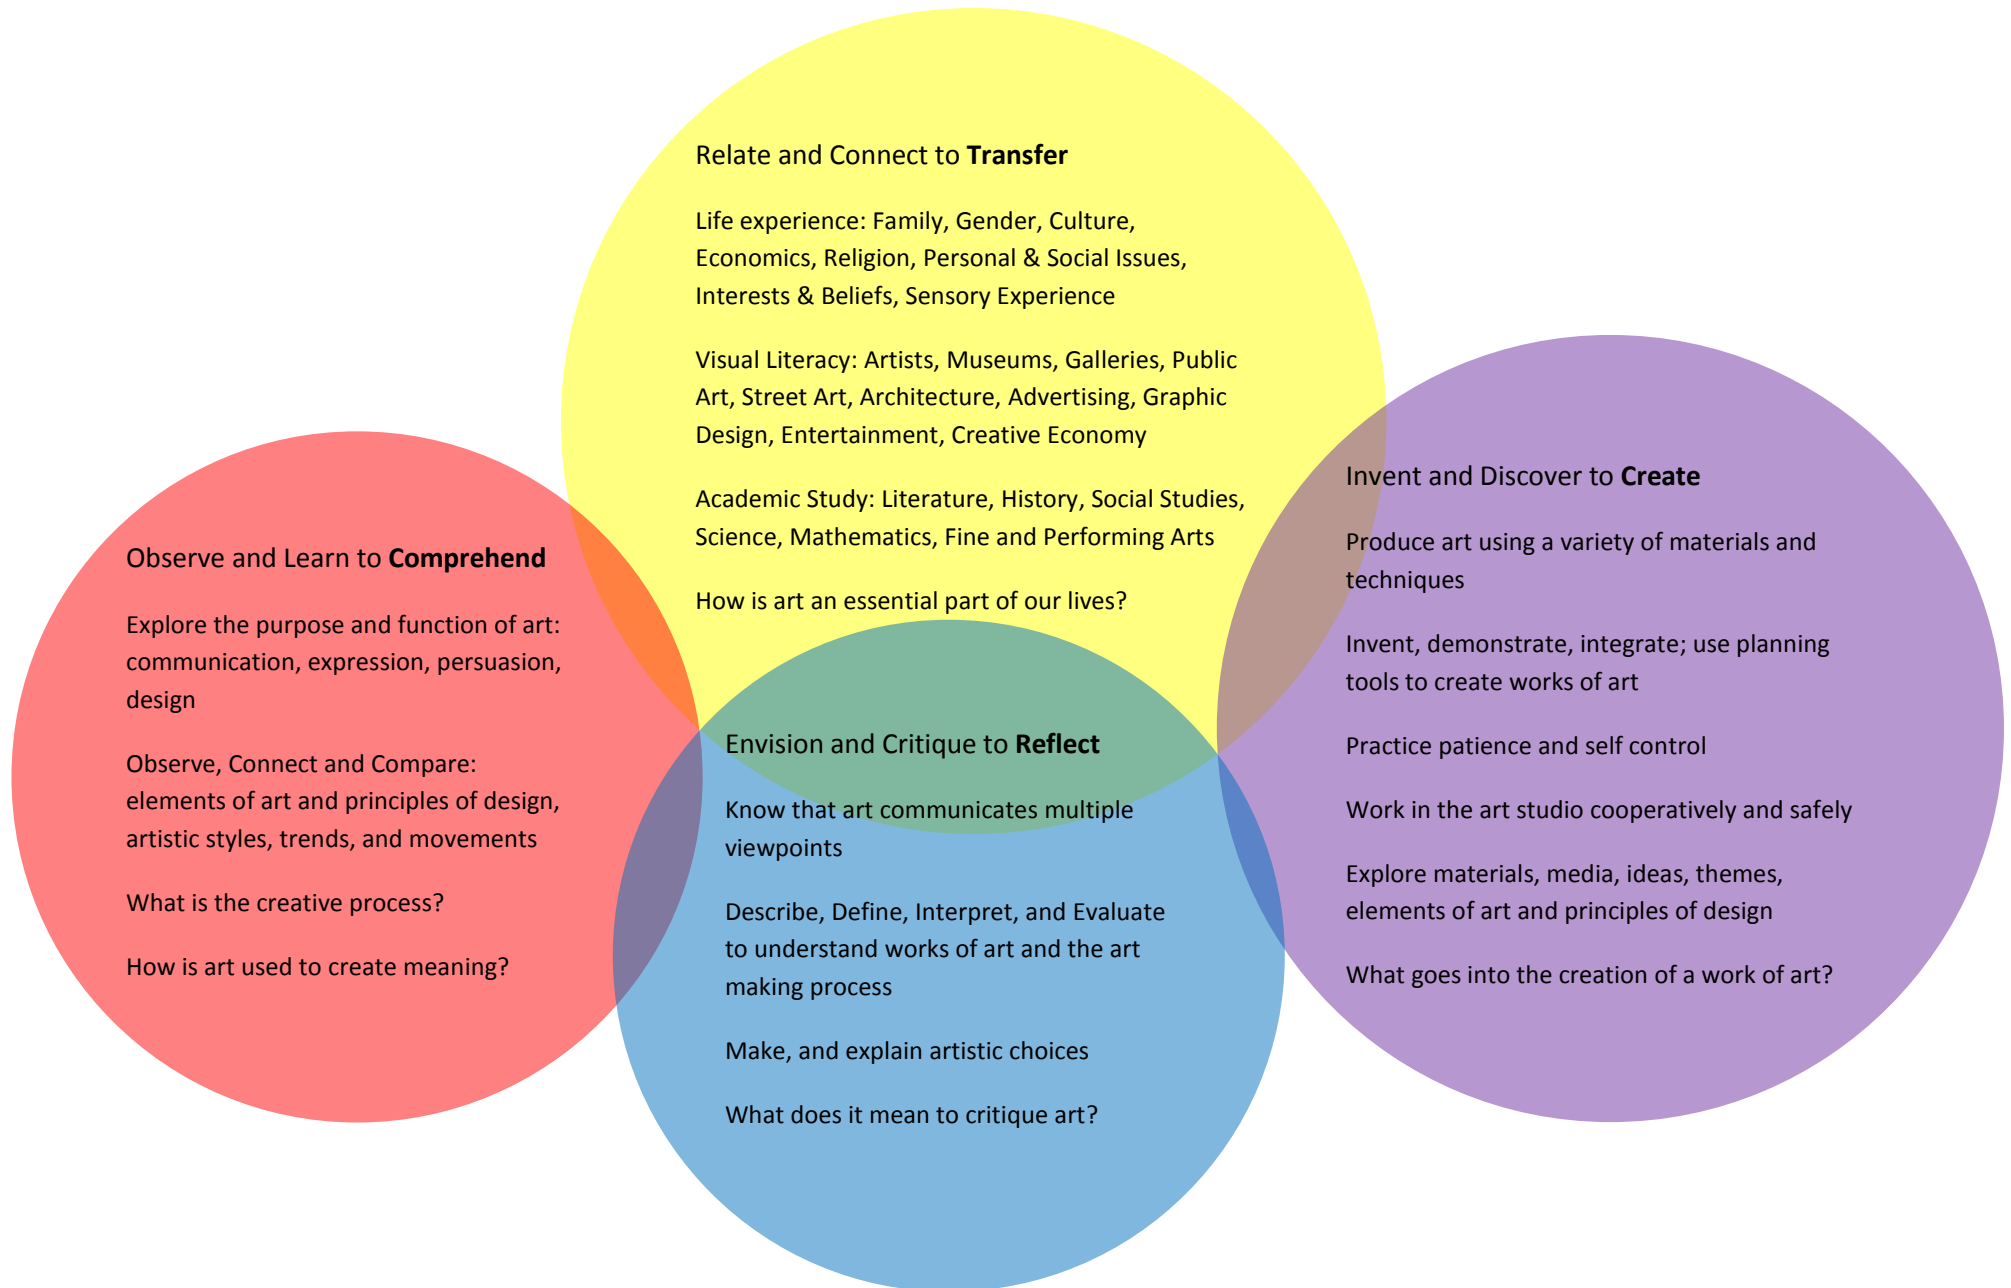 Relate and Connect to Transfer
Life experience: Family, Gender, Culture,
Economics, Religion, Personal & Social Issues,
Interests & Beliefs, Sensory Experience
Visual Literacy: Artists, Museums, Galleries, Public
Art, Street Art, Architecture, Advertising, Graphic
Design, Entertainment, Creative Economy
Academic Study: Literature, History, Social Studies,
Science, Mathematics, Fine and Performing Arts
How is art an essential part of our lives?
Observe and Learn to Comprehend
Explore the purpose and function of art:
communication, expression, persuasion,
design
Observe, Connect and Compare:
elements of art and principles of design,
artistic styles, trends, and movements
What is the creative process?
How is art used to create meaning?
Envision and Critique to Reflect
Know that art communicates multiple
viewpoints
Describe, Define, Interpret, and Evaluate
to understand works of art and the art
making process
Make, and explain artistic choices
What does it mean to critique art?
Invent and Discover to Create
Produce art using a variety of materials and
techniques
Invent, demonstrate, integrate; use planning
tools to create works of art
Practice patience and self control
Work in the art studio cooperatively and safely
Explore materials, media, ideas, themes,
elements of art and principles of design
What goes into the creation of a work of art?